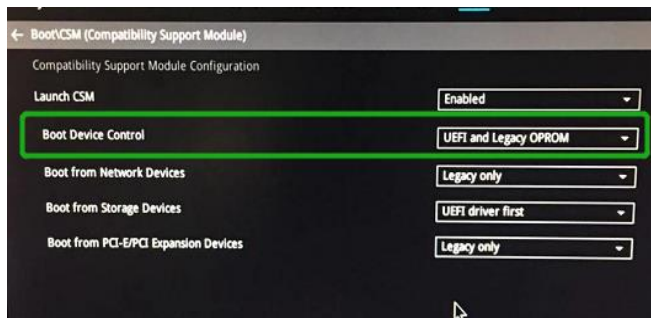 ← Boot\CSM (Compatibility Support Module)
Compatibility Support Module Configuration
Launch CSM Enabled
Boot Device Control UEFI and Legacy OPROM
Boot from Network Devices Legacy only
Boot from Storage Devices UEFI driver first
Boot from PCI-E/PCI Expansion Devices Legacy only